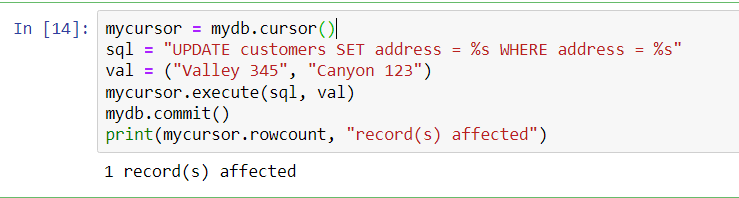 In [14]: mycursor = mydb.cursor()
sql = "UPDATE customers SET address = %s WHERE address = %s"
val = ("Valley 345", "Canyon 123")
mycursor.execute(sql, val)
mydb.commit()
print(mycursor.rowcount, "record(s) affected")
1 record(s) affected